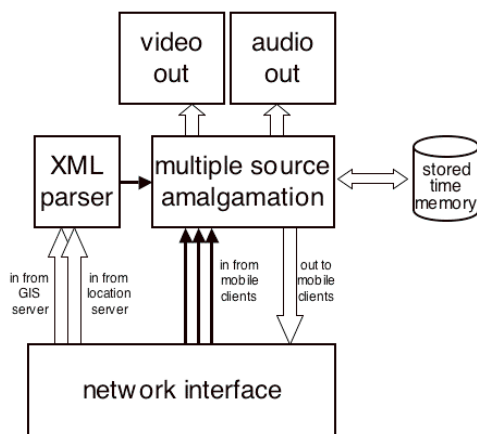 video
out
audio
out
XML
parser
multiple source
amalgamation
stored
time
memory
in from
GIS
server
in from
location
server
in from
mobile
clients
out to
mobile
clients
network interface